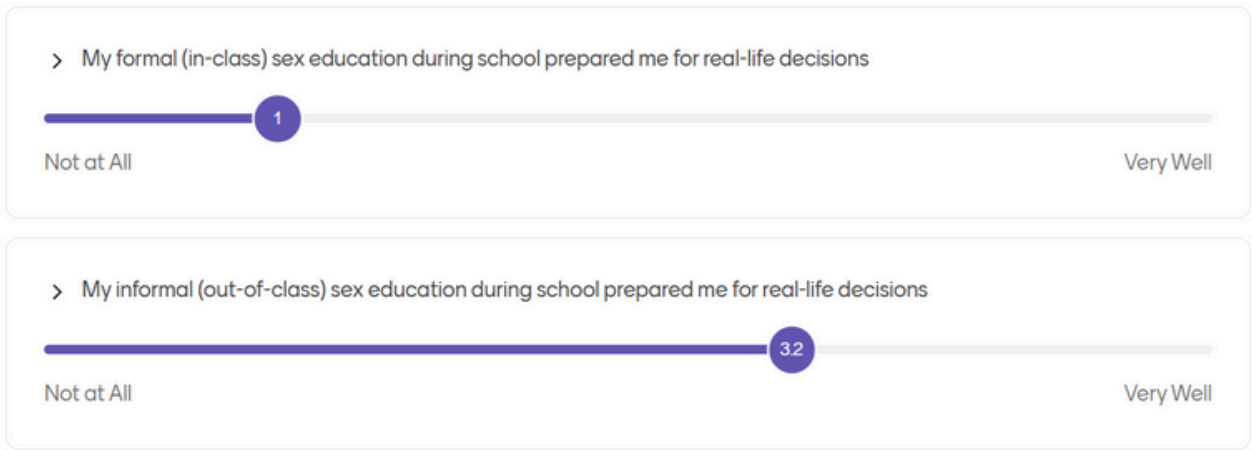 My formal (in-class) sex education during school prepared me for real-life decisions
1
Not at All
Very Well
My informal (out-of-class) sex education during school prepared me for real-life decisions
3.2
Not at All
Very Well